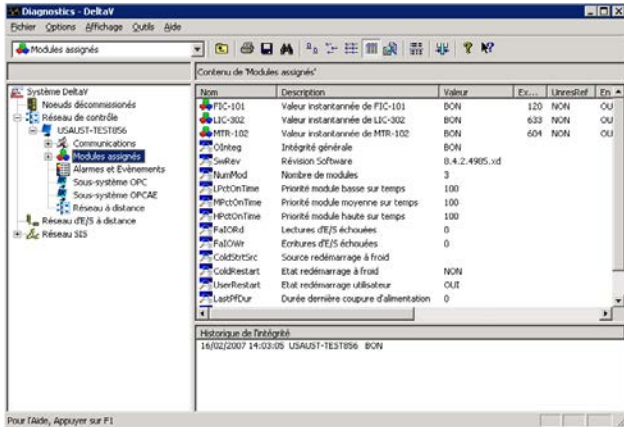 Diagnostics - DeltaV
Fichier Options Affichage Outils Aide
Modules assignés
Contenu de 'Modules assignés'
Système DeltaV
Noeuds décommissionés
Réseau de contrôle
USAUST-TEST856
Communications
Modules assignés
Alarmes et Evènements
Sous-système OPC
Sous-système OPCAE
Réseau à distance
Réseau d'E/S à distance
Réseau SIS
Nom Description Valeur Ex... UnresRef En
FIC-101 Valeur instantannée de FIC-101 BON 120 NON OU
LIC-302 Valeur instantannée de LIC-302 BON 633 NON OU
MTR-102 Valeur instantannée de MTR-102 BON 604 NON OU
OInteg Intégrité générale BON
SwRev Révision Software 8.4.2.4985.xd
NumMod Nombre de modules 3
LPctOnTime Priorité module basse sur temps 100
MPctOnTime Priorité module moyenne sur temps 100
HPctOnTime Priorité module haute sur temps 100
FaIORd Lectures d'E/S échouées 0
FaIOWr Ecritures d'E/S échouées 0
ColdStrtSrc Source redémarrage à froid
ColdRestart Etat redémarrage à froid NON
UserRestart Etat redémarrage utilisateur OUI
LastPfDur Durée dernière coupure d'alimentation 0
Historique de l'intégrité
16/02/2007 14:03:05 USAUST-TEST856 BON
Pour l'Aide, Appuyer sur F1